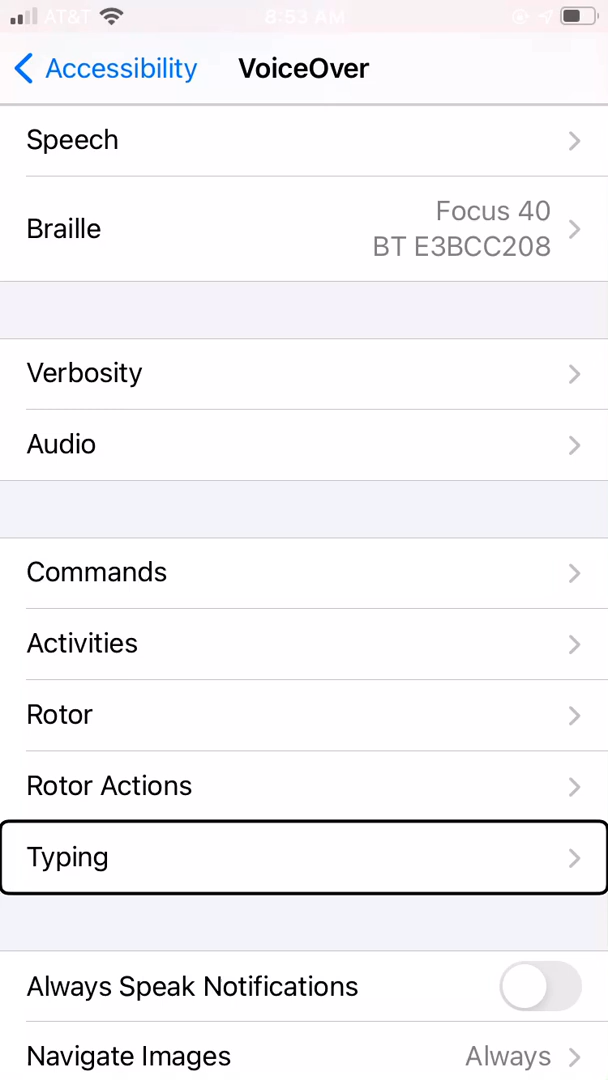 AT&T 8:53 AM
Accessibility VoiceOver
Speech
Braille
Focus 40
BT E3BCC208
Verbosity
Audio
Commands
Activities
Rotor
Rotor Actions
Typing
Always Speak Notifications
Navigate Images Always